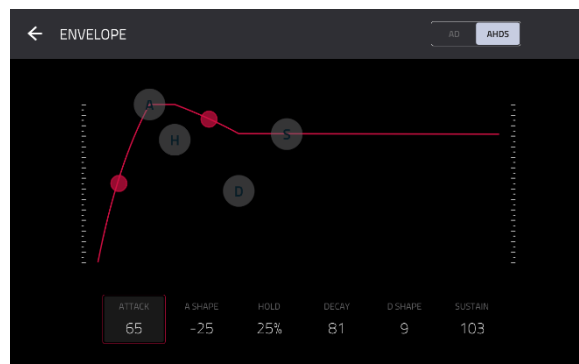 ENVELOPE
AD AHDS
A
H
S
D
ATTACK A SHAPE HOLD DECAY D SHAPE SUSTAIN
65 -25 25% 81 9 103